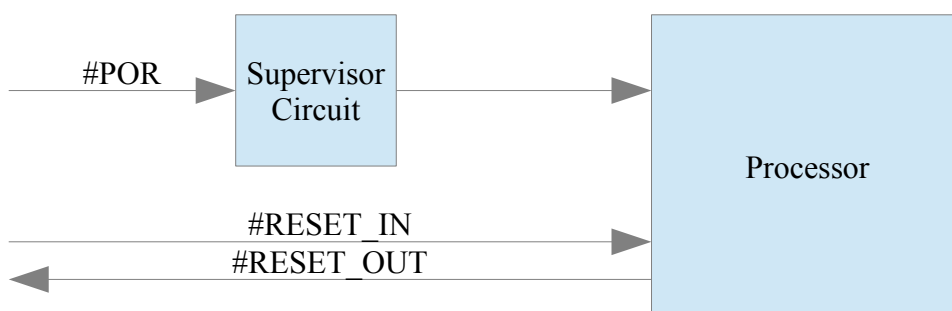 #POR
Supervisor
Circuit
Processor
#RESET_IN
#RESET_OUT